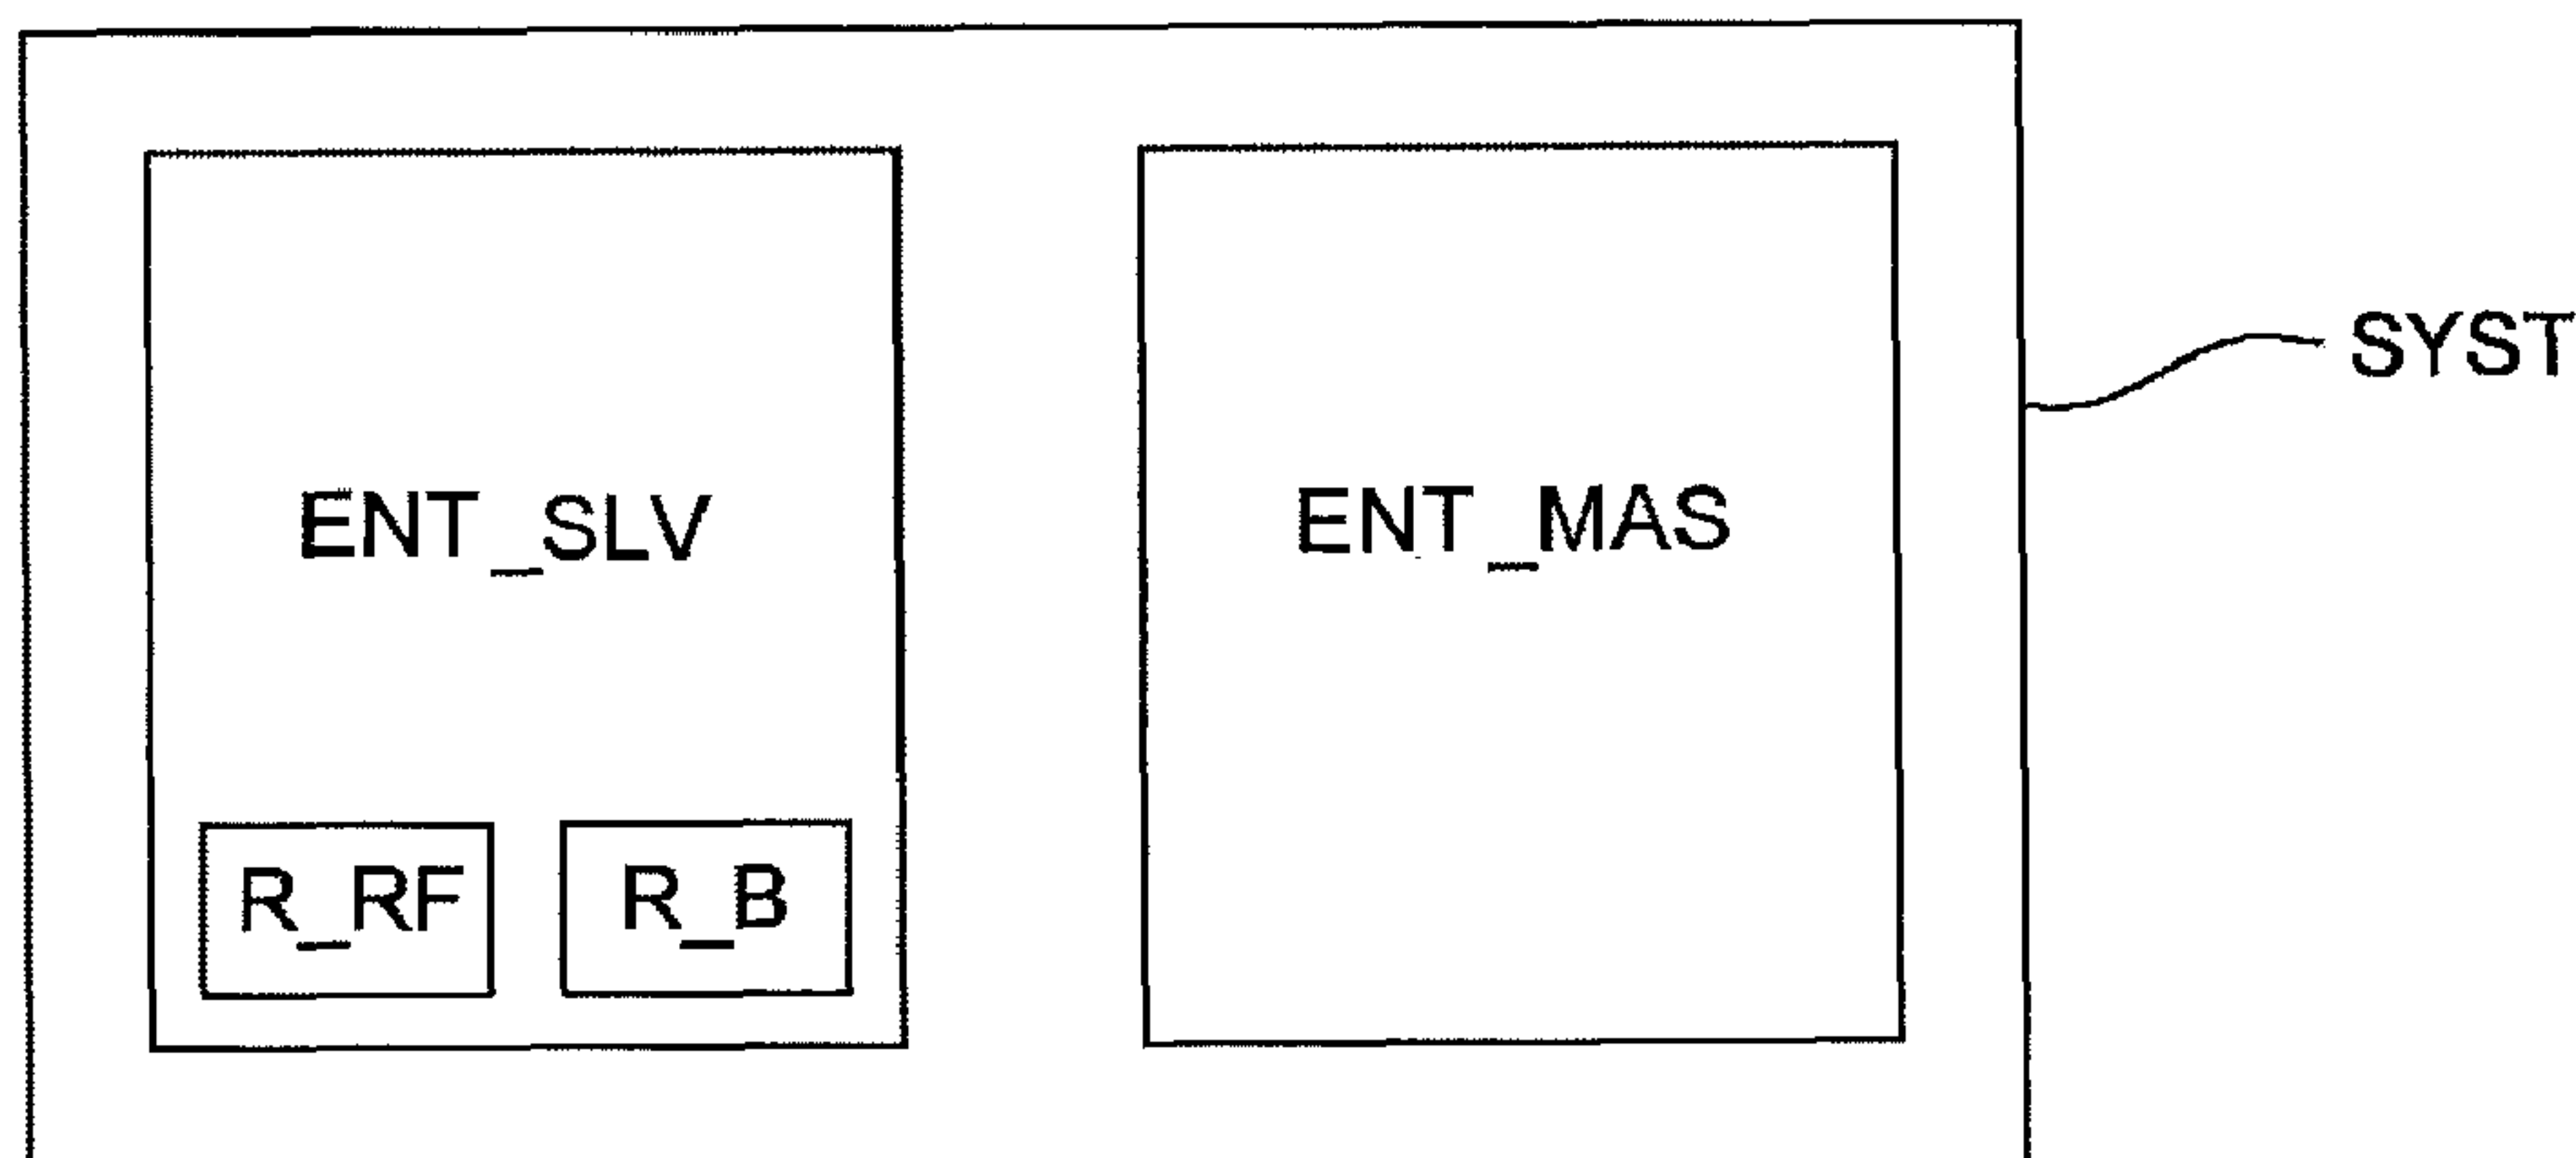 SYST
ENT_SLV
ENT_MAS
R_RF
R_B